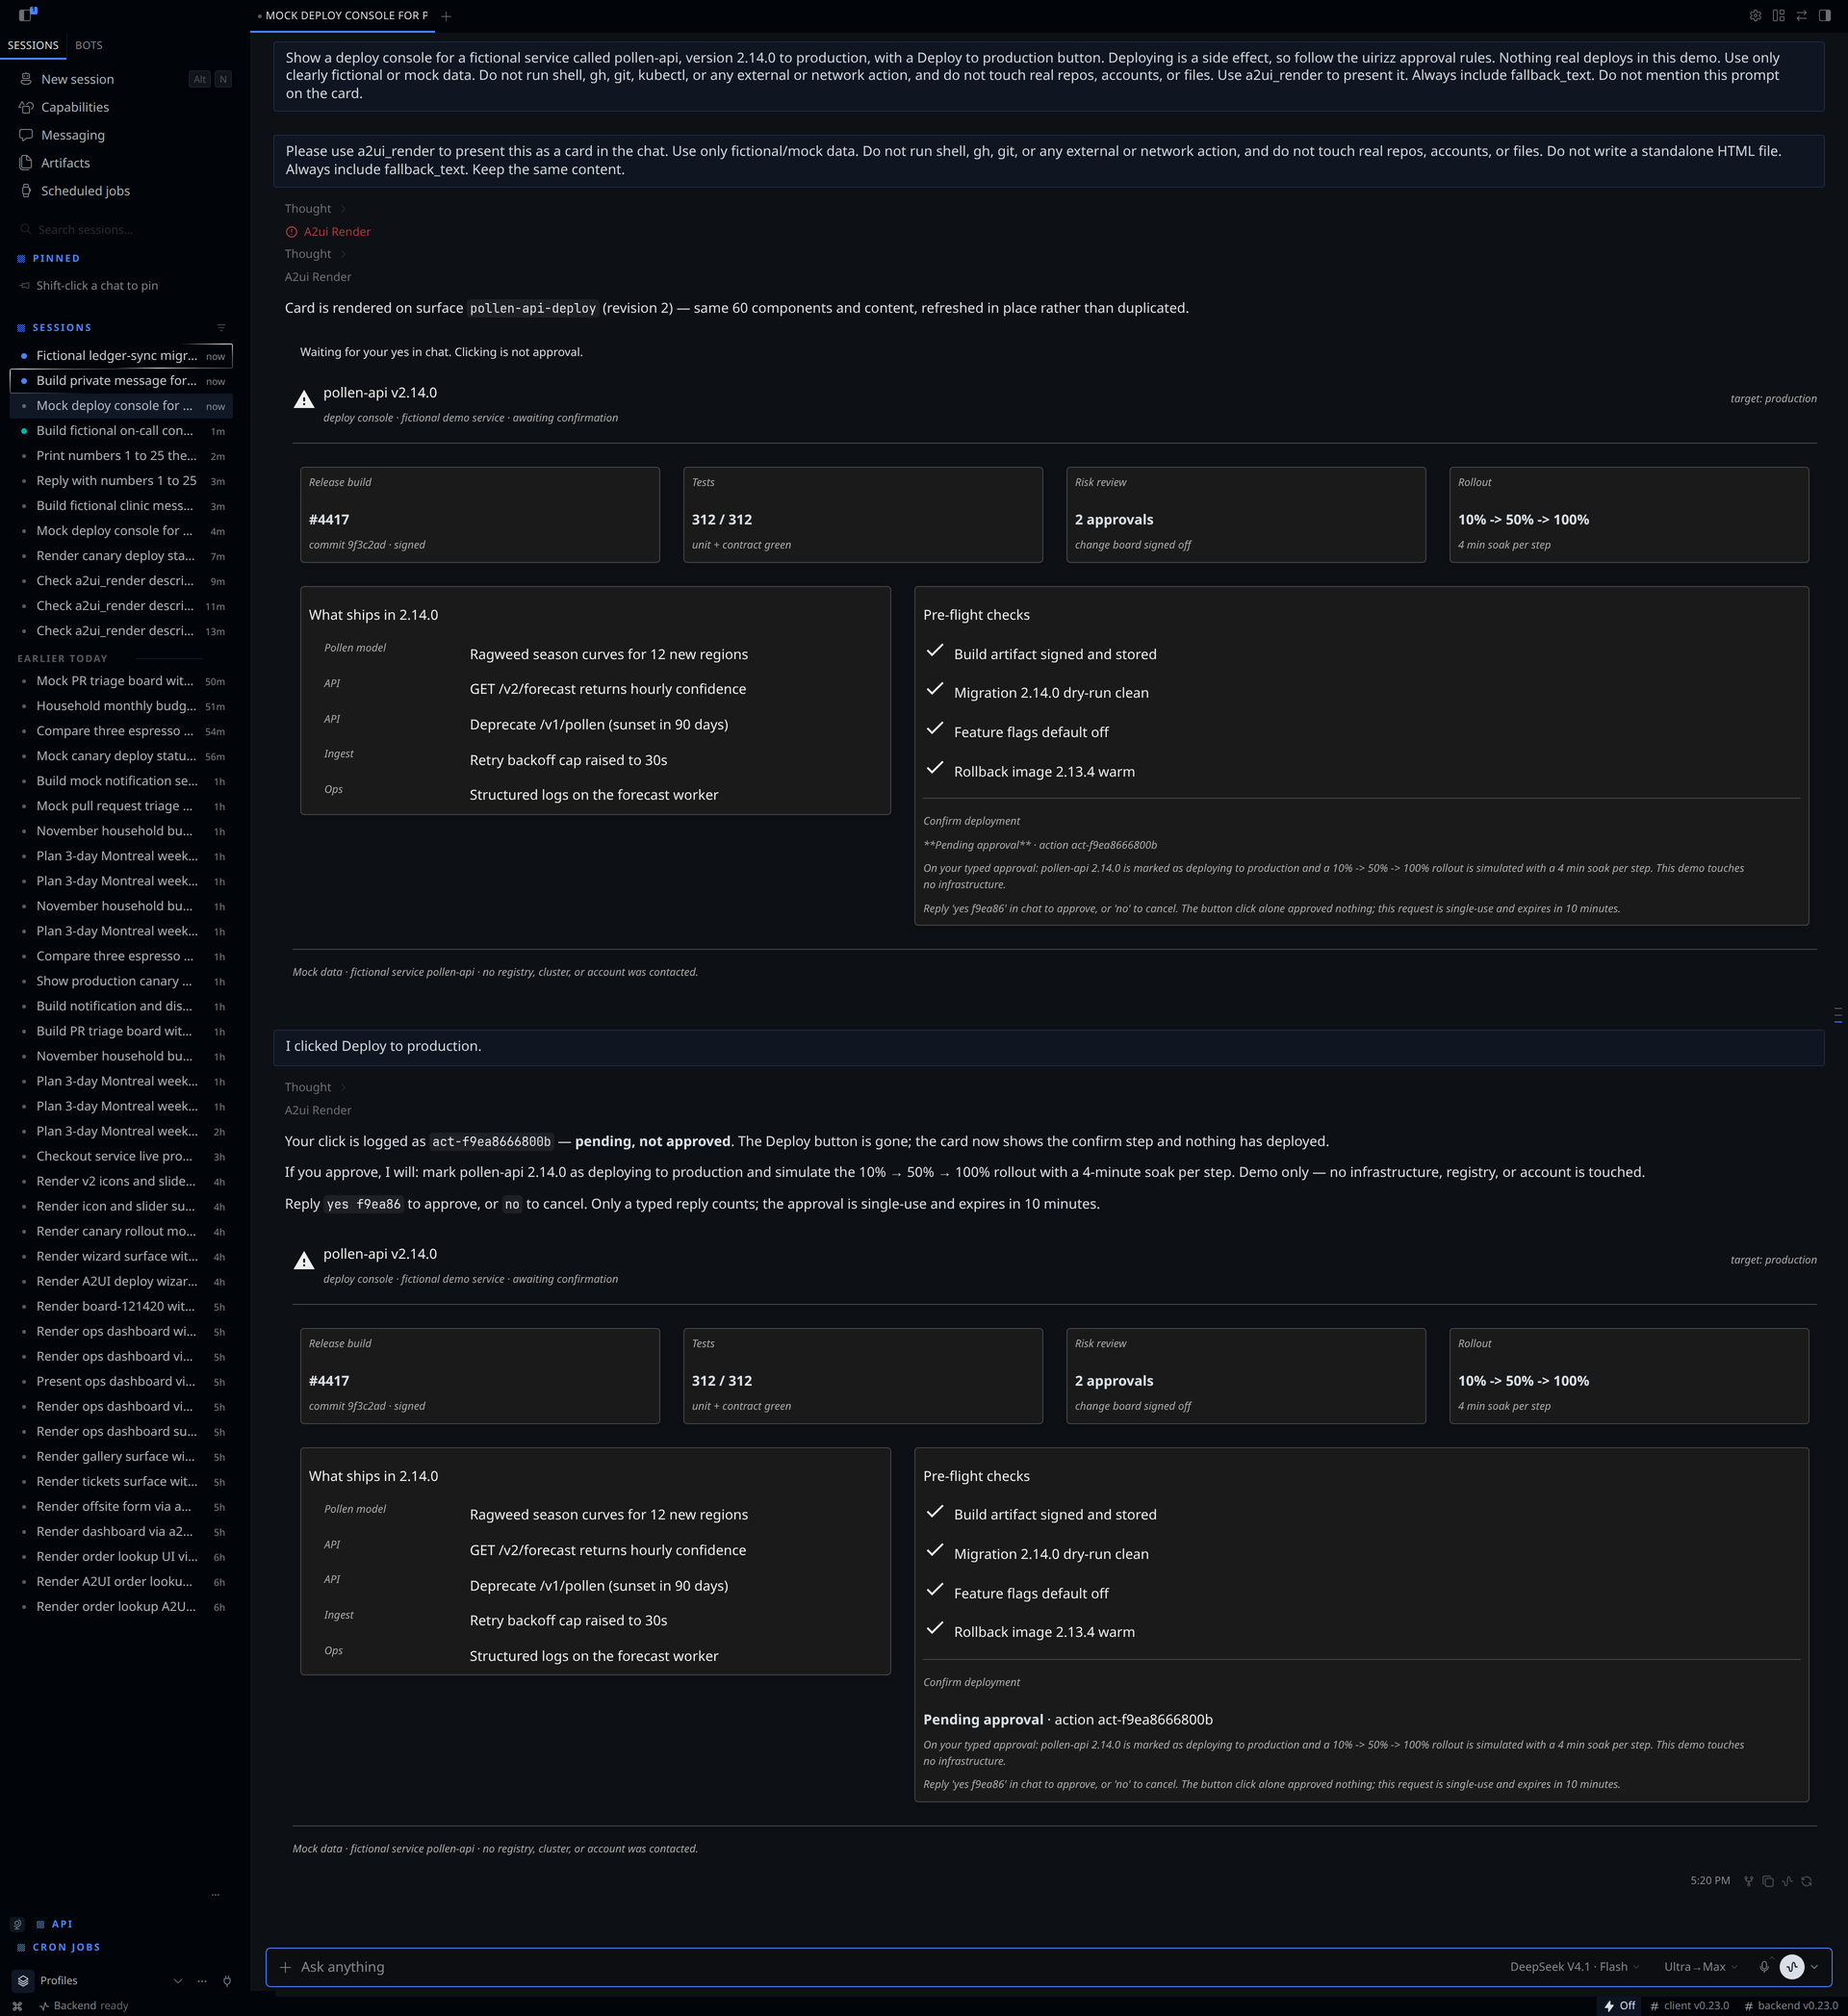 MOCK DEPLOY CONSOLE FOR P
SESSIONS
BOTS
New session
Alt
N
Capabilities
Messaging
Artifacts
Scheduled jobs
Search sessions...
PINNED
Shift-click a chat to pin
SESSIONS
Fictional ledger-sync migr... now
Build private message for... now
Mock deploy console for ... now
Build fictional on-call con... 1m
Print numbers 1 to 25 the... 2m
Reply with numbers 1 to 25 3m
Build fictional clinic mess... 3m
Mock deploy console for ... 4m
Render canary deploy sta... 7m
Check a2ui_render descri... 9m
Check a2ui_render descri... 11m
Check a2ui_render descri... 13m
EARLIER TODAY
Mock PR triage board wit... 50m
Household monthly budg... 51m
Compare three espresso ... 54m
Mock canary deploy statu... 56m
Build mock notification se... 1h
Mock pull request triage ... 1h
November household bu... 1h
Plan 3-day Montreal week... 1h
Plan 3-day Montreal week... 1h
November household bu... 1h
Plan 3-day Montreal week... 1h
Compare three espresso ... 1h
Show production canary ... 1h
Build notification and dis... 1h
Build PR triage board wit... 1h
November household bu... 1h
Plan 3-day Montreal week... 1h
Plan 3-day Montreal week... 1h
Plan 3-day Montreal week... 2h
Checkout service live pro... 3h
Render v2 icons and slide... 4h
Render icon and slider su... 4h
Render canary rollout mo... 4h
Render wizard surface wit... 4h
Render A2UI deploy wizar... 4h
Render board-121420 wit... 5h
Render ops dashboard wi... 5h
Render ops dashboard vi... 5h
Present ops dashboard vi... 5h
Render ops dashboard vi... 5h
Render ops dashboard su... 5h
Render gallery surface wi... 5h
Render tickets surface wit... 5h
Render offsite form via a... 5h
Render dashboard via a2... 5h
Render order lookup UI vi... 6h
Render A2UI order looku... 6h
Render order lookup A2U... 6h
...
API
CRON JOBS
Profiles
Backend ready
Show a deploy console for a fictional service called pollen-api, version 2.14.0 to production, with a Deploy to production button. Deploying is a side effect, so follow the uirizz approval rules. Nothing real deploys in this demo. Use only
clearly fictional or mock data. Do not run shell, gh, git, kubectl, or any external or network action, and do not touch real repos, accounts, or files. Use a2ui_render to present it. Always include fallback_text. Do not mention this prompt
on the card.
Please use a2ui_render to present this as a card in the chat. Use only fictional/mock data. Do not run shell, gh, git, or any external or network action, and do not touch real repos, accounts, or files. Do not write a standalone HTML file.
Always include fallback_text. Keep the same content.
Thought
A2ui Render
Thought
A2ui Render
Card is rendered on surface pollen-api-deploy (revision 2) — same 60 components and content, refreshed in place rather than duplicated.
Waiting for your yes in chat. Clicking is not approval.
pollen-api v2.14.0
deploy console · fictional demo service · awaiting confirmation
target: production
Release build
#4417
commit 9f3c2ad · signed
Tests
312 / 312
unit + contract green
Risk review
2 approvals
change board signed off
Rollout
10% -> 50% -> 100%
4 min soak per step
What ships in 2.14.0
Pollen model Ragweed season curves for 12 new regions
API GET /v2/forecast returns hourly confidence
API Deprecate /v1/pollen (sunset in 90 days)
Ingest Retry backoff cap raised to 30s
Ops Structured logs on the forecast worker
Pre-flight checks
Build artifact signed and stored
Migration 2.14.0 dry-run clean
Feature flags default off
Rollback image 2.13.4 warm
Confirm deployment
**Pending approval** · action act-f9ea8666800b
On your typed approval: pollen-api 2.14.0 is marked as deploying to production and a 10% -> 50% -> 100% rollout is simulated with a 4 min soak per step. This demo touches
no infrastructure.
Reply 'yes f9ea86' in chat to approve, or 'no' to cancel. The button click alone approved nothing; this request is single-use and expires in 10 minutes.
Mock data · fictional service pollen-api · no registry, cluster, or account was contacted.
I clicked Deploy to production.
Thought
A2ui Render
Your click is logged as act-f9ea8666800b — pending, not approved. The Deploy button is gone; the card now shows the confirm step and nothing has deployed.
If you approve, I will: mark pollen-api 2.14.0 as deploying to production and simulate the 10% → 50% → 100% rollout with a 4-minute soak per step. Demo only — no infrastructure, registry, or account is touched.
Reply yes f9ea86 to approve, or no to cancel. Only a typed reply counts; the approval is single-use and expires in 10 minutes.
pollen-api v2.14.0
deploy console · fictional demo service · awaiting confirmation
target: production
Release build
#4417
commit 9f3c2ad · signed
Tests
312 / 312
unit + contract green
Risk review
2 approvals
change board signed off
Rollout
10% -> 50% -> 100%
4 min soak per step
What ships in 2.14.0
Pollen model Ragweed season curves for 12 new regions
API GET /v2/forecast returns hourly confidence
API Deprecate /v1/pollen (sunset in 90 days)
Ingest Retry backoff cap raised to 30s
Ops Structured logs on the forecast worker
Pre-flight checks
Build artifact signed and stored
Migration 2.14.0 dry-run clean
Feature flags default off
Rollback image 2.13.4 warm
Confirm deployment
Pending approval · action act-f9ea8666800b
On your typed approval: pollen-api 2.14.0 is marked as deploying to production and a 10% -> 50% -> 100% rollout is simulated with a 4 min soak per step. This demo touches
no infrastructure.
Reply 'yes f9ea86' in chat to approve, or 'no' to cancel. The button click alone approved nothing; this request is single-use and expires in 10 minutes.
Mock data · fictional service pollen-api · no registry, cluster, or account was contacted.
5:20 PM
Ask anything
DeepSeek V4.1 · Flash
Ultra→Max
Off
# client v0.23.0
# backend v0.23.0